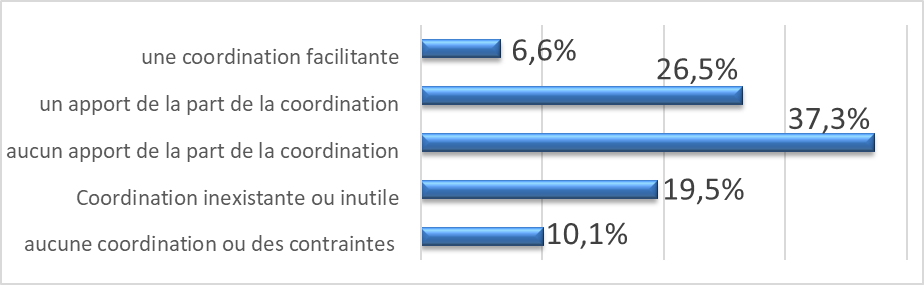 une coordination facilitante 6,6%
un apport de la part de la coordination 26,5%
aucun apport de la part de la coordination 37,3%
Coordination inexistante ou inutile 19,5%
aucune coordination ou des contraintes 10,1%